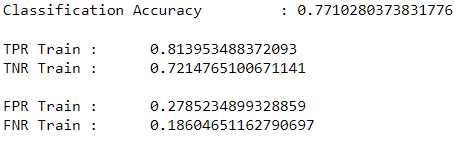 Classification Accuracy : 0.7710280373831776
TPR Train : 0.813953488372093
TNR Train : 0.7214765100671141
FPR Train : 0.2785234899328859
FNR Train : 0.18604651162790697